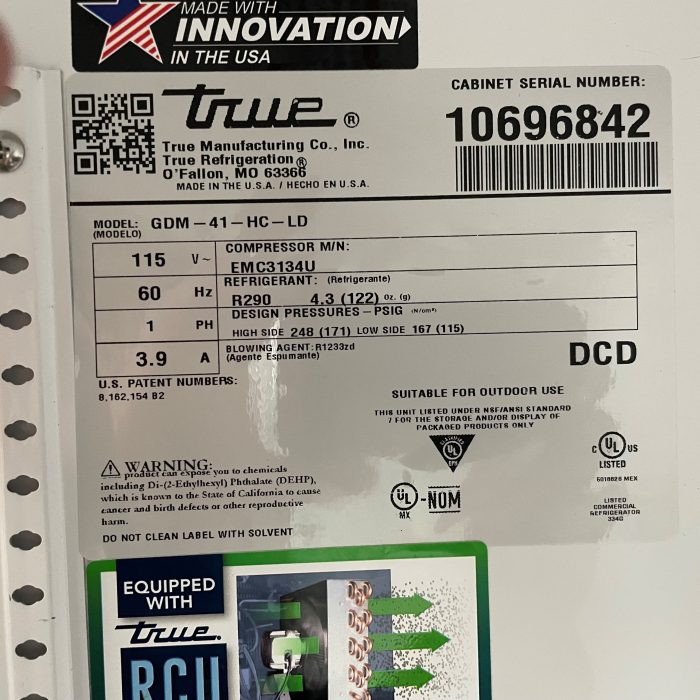 MADE WITH
INNOVATION
IN THE USA
CABINET SERIAL NUMBER:
10696842
true®
True Manufacturing Co., Inc.
True Refrigeration®
O'Fallon, MO 63366
MADE IN THE U.S.A. / HECHO EN U.S.A.
MODEL: GDM-41-HC-LD
(MODELO)
115 V~
60 Hz
1 PH
3.9 A
COMPRESSOR M/N:
EMC3134U
REFRIGERANT: (Refrigerante)
R290 4.3 (122) Oz. (g)
DESIGN PRESSURES-PSIG
HIGH SIDE 248 (171) LOW SIDE 167 (115)
BLOWING AGENT: R1233zd
(Agente Espumante)
DCD
U.S. PATENT NUMBERS:
8,162,154 B2
SUITABLE FOR OUTDOOR USE
THIS UNIT LISTED UNDER NSF/ANSI STANDARD
7 FOR THE STORAGE AND/OR DISPLAY OF
PACKAGED PRODUCTS ONLY
UL
EPH
C UL US
LISTED
LISTED
COMMERCIAL
REFRIGERATOR
334G
UL -NOM
MX
⚠ WARNING:
product can expose you to chemicals
including Di-(2-Ethylhexyl) Phthalate (DEHP),
which is known to the State of California to cause
cancer and birth defects or other reproductive
harm.
DO NOT CLEAN LABEL WITH SOLVENT
EQUIPPED
WITH
true.
RCU